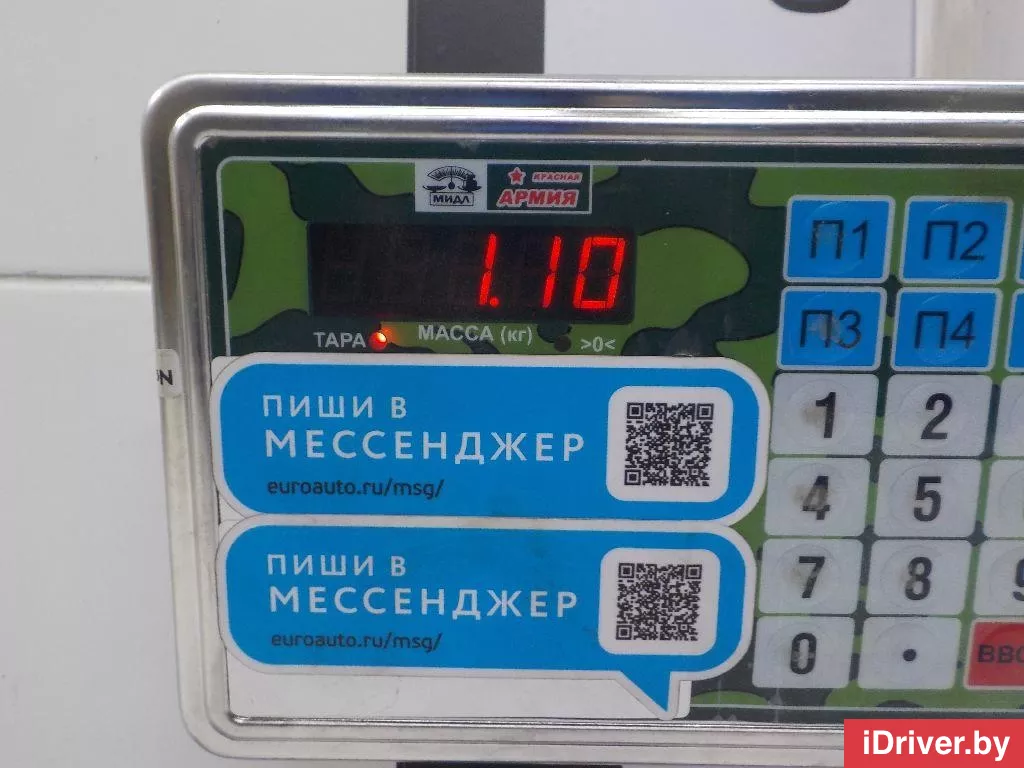 МИДЛ
КРАСНАЯ
АРМИЯ
1.10
ТАРА
МАССА (кг)
>0<
П1
П2
П3
П4
ПИШИ В
МЕССЕНДЖЕР
euroauto.ru/msg/
ПИШИ В
МЕССЕНДЖЕР
euroauto.ru/msg/
1
2
4
5
7
8
9
0
.
iDriver.by